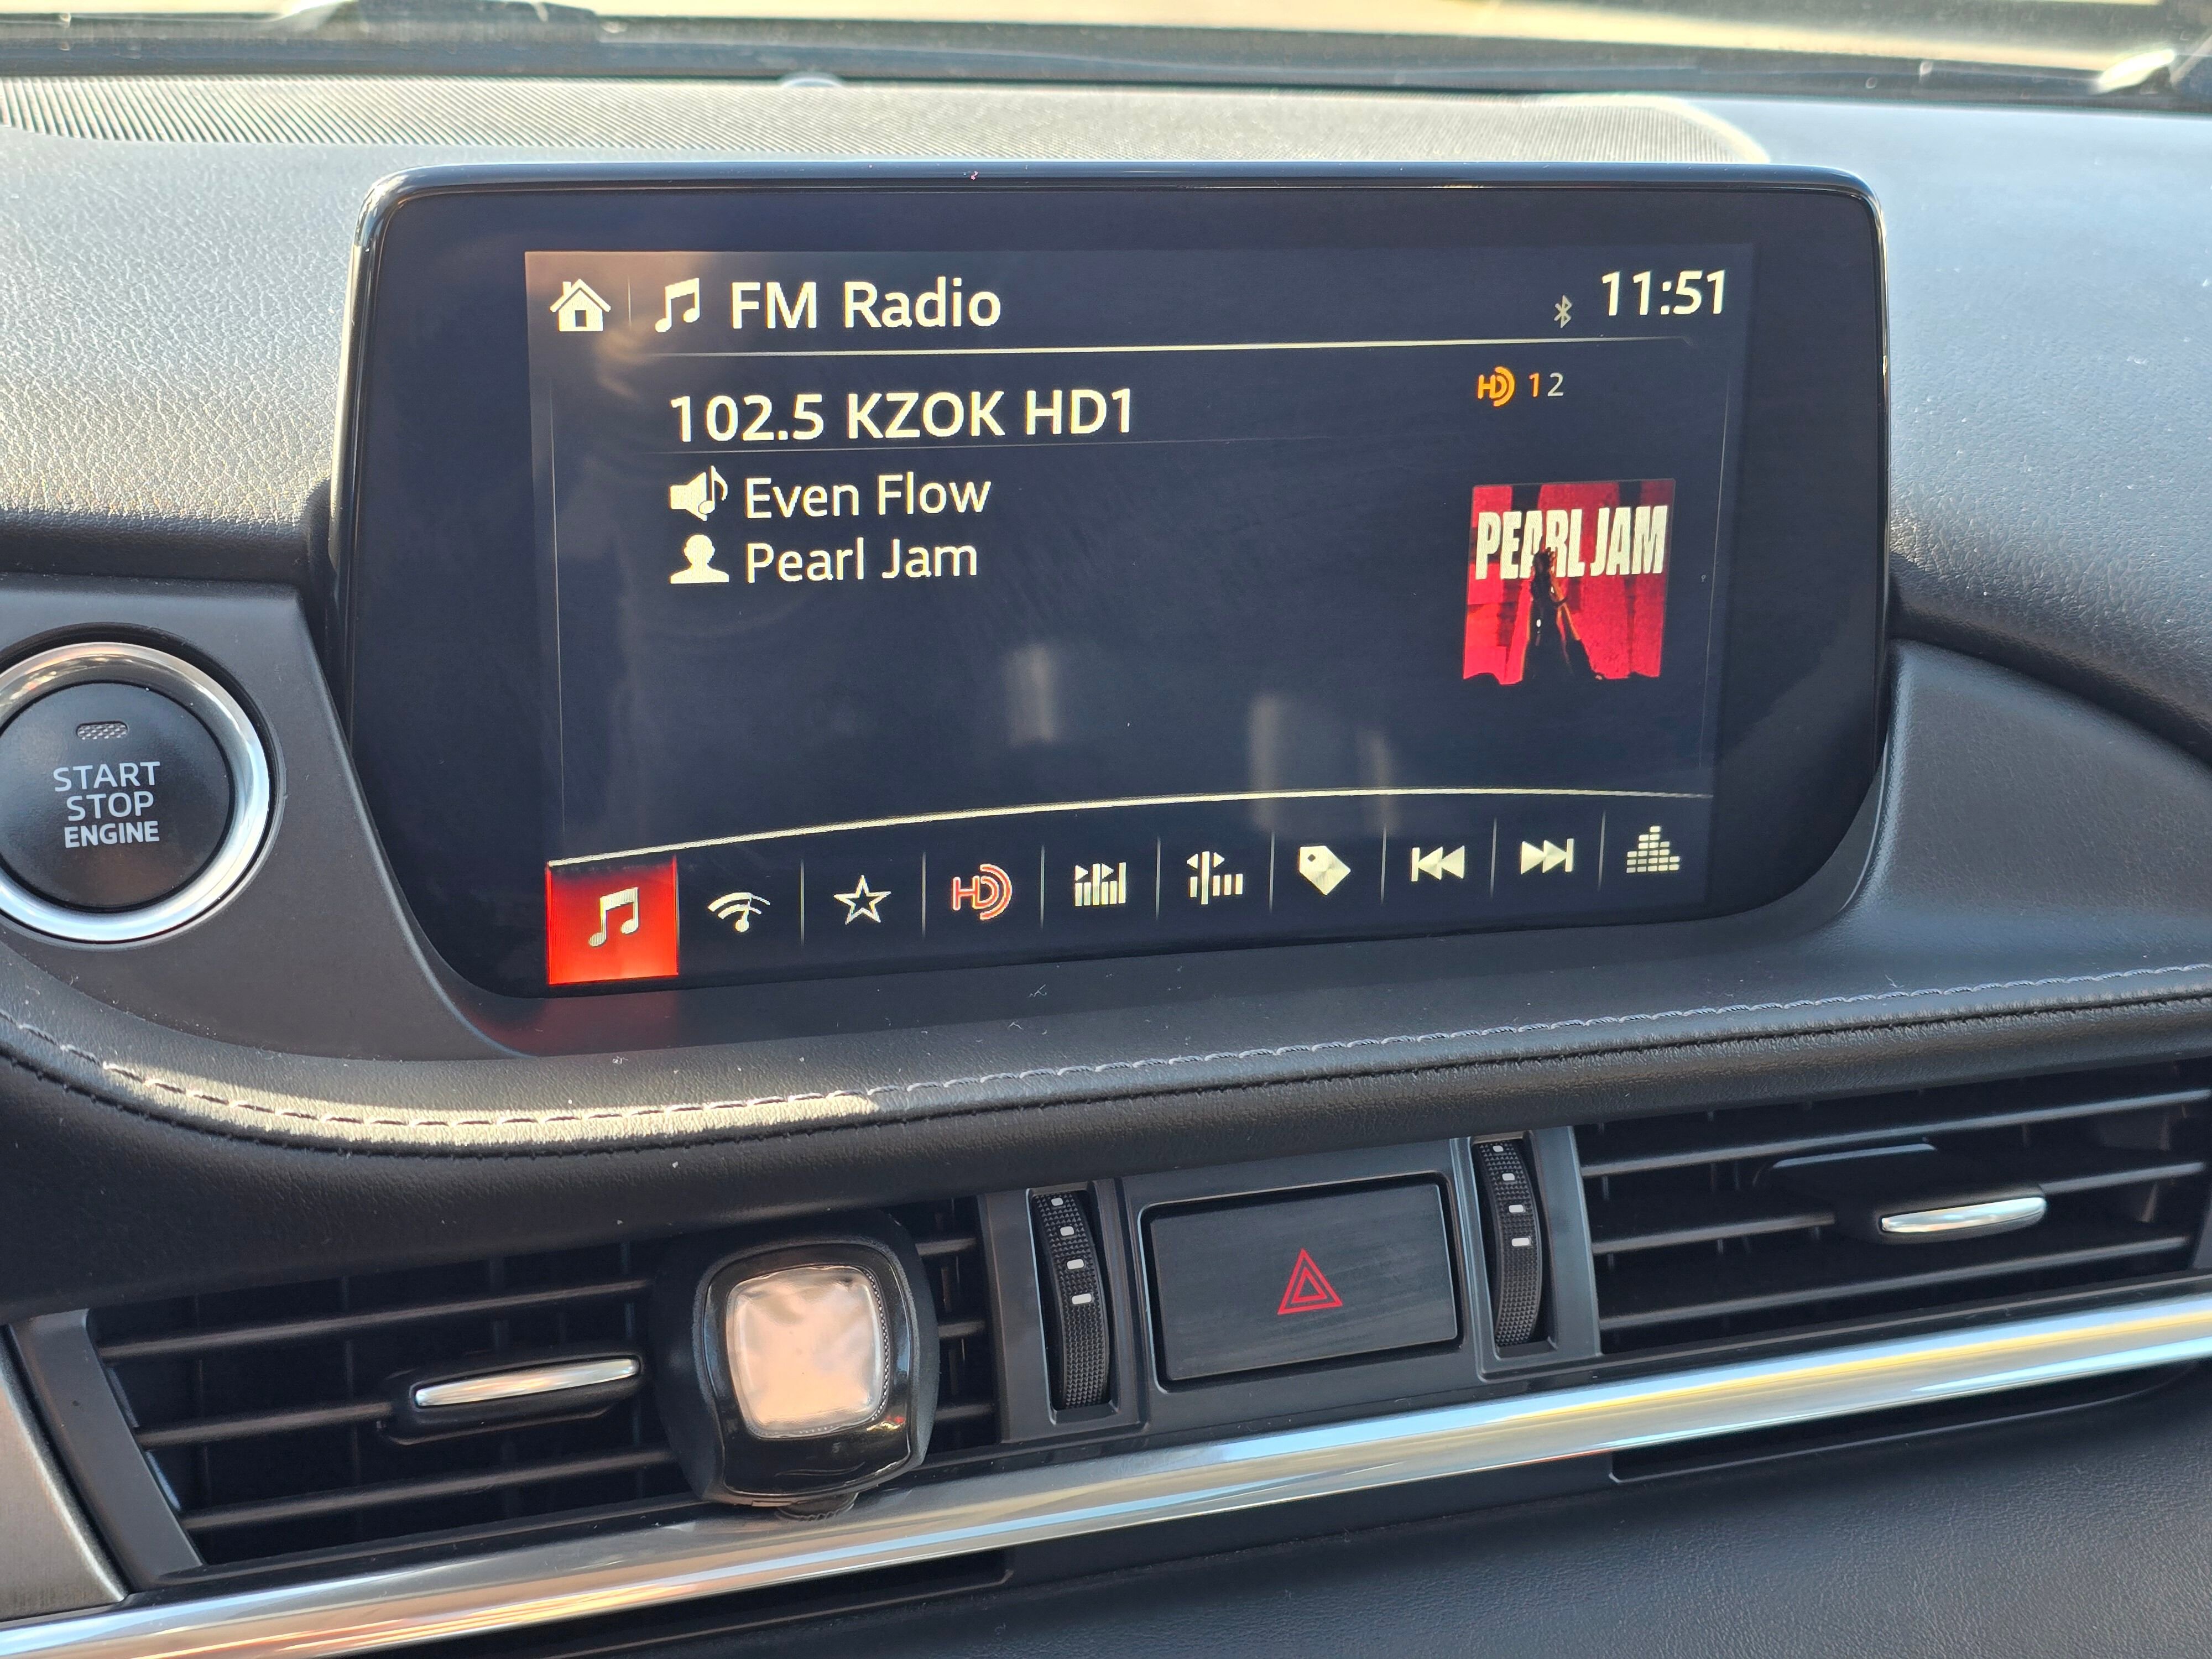 FM Radio
11:51
102.5 KZOK HD1
HD 1 2
Even Flow
Pearl Jam
PEARL JAM
START
STOP
ENGINE
HD